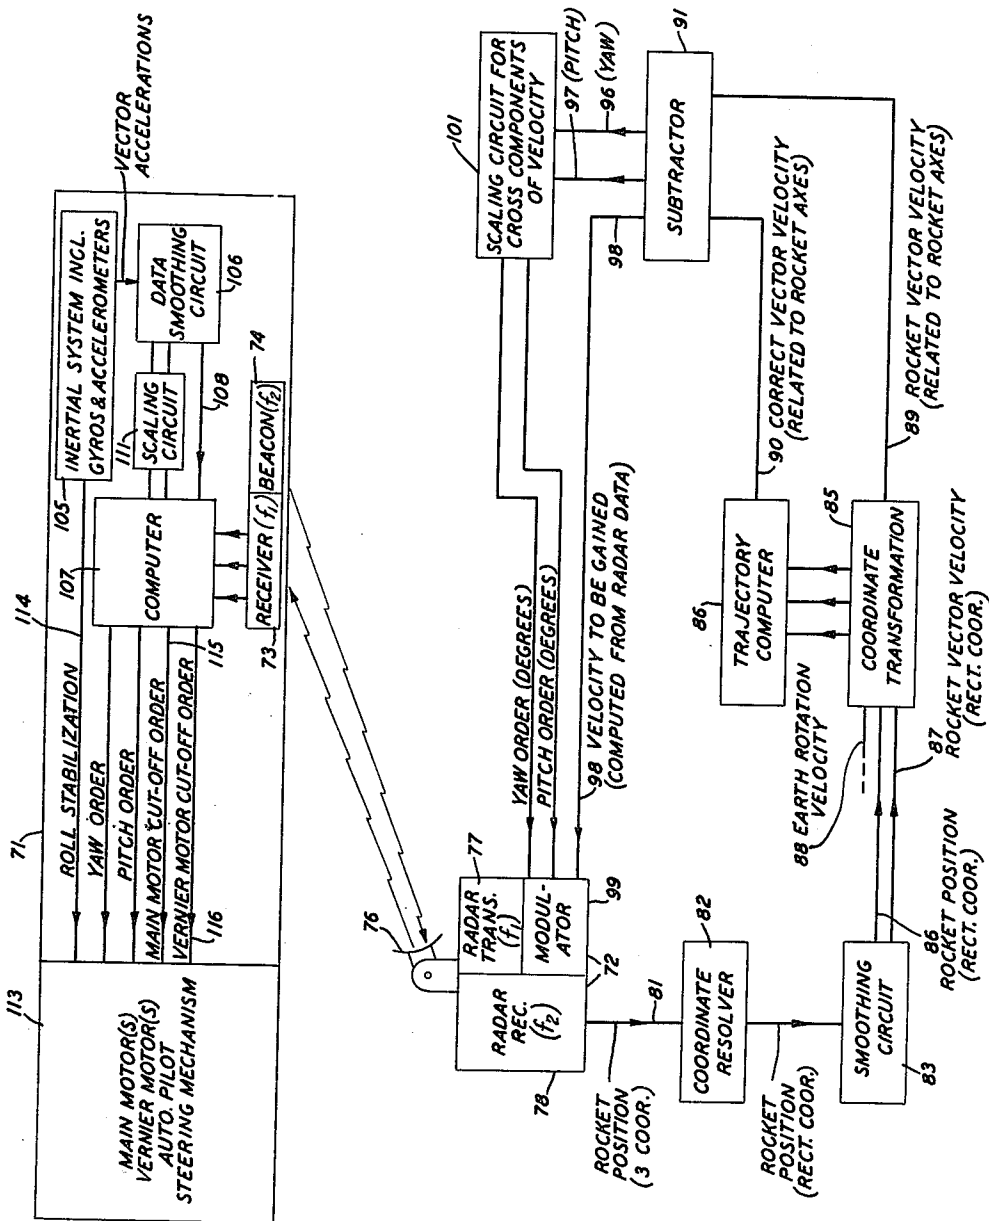 113
MAIN MOTOR(S)
VERNIER MOTOR(S)
AUTO. PILOT
STEERING MECHANISM
71
ROLL STABILIZATION
YAW ORDER
PITCH ORDER
MAIN MOTOR CUT-OFF ORDER
VERNIER MOTOR CUT-OFF ORDER
116
114
115
107
COMPUTER
105
INERTIAL SYSTEM INCL.
GYROS & ACCELEROMETERS
VECTOR
ACCELERATIONS
111
SCALING
CIRCUIT
DATA
SMOOTHING
CIRCUIT
106
108
RECEIVER (f1)
BEACON (f2)
73
74
76
RADAR
TRANS.
(f1)
77
MODUL-
ATOR
99
72
RADAR
REC.
(f2)
78
YAW ORDER (DEGREES)
PITCH ORDER (DEGREES)
98 VELOCITY TO BE GAINED
(COMPUTED FROM RADAR DATA)
101
SCALING CIRCUIT FOR
CROSS COMPONENTS
OF VELOCITY
97 (PITCH)
96 (YAW)
98
SUBTRACTOR
91
ROCKET
POSITION
(3 COOR.)
81
COORDINATE
RESOLVER
82
ROCKET
POSITION
(RECT. COOR.)
SMOOTHING
CIRCUIT
83
86
ROCKET POSITION
(RECT. COOR.)
87
ROCKET VECTOR VELOCITY
(RECT. COOR.)
88 EARTH ROTATION
VELOCITY
COORDINATE
TRANSFORMATION
85
86
TRAJECTORY
COMPUTER
90 CORRECT VECTOR VELOCITY
(RELATED TO ROCKET AXES)
89 ROCKET VECTOR VELOCITY
(RELATED TO ROCKET AXES)